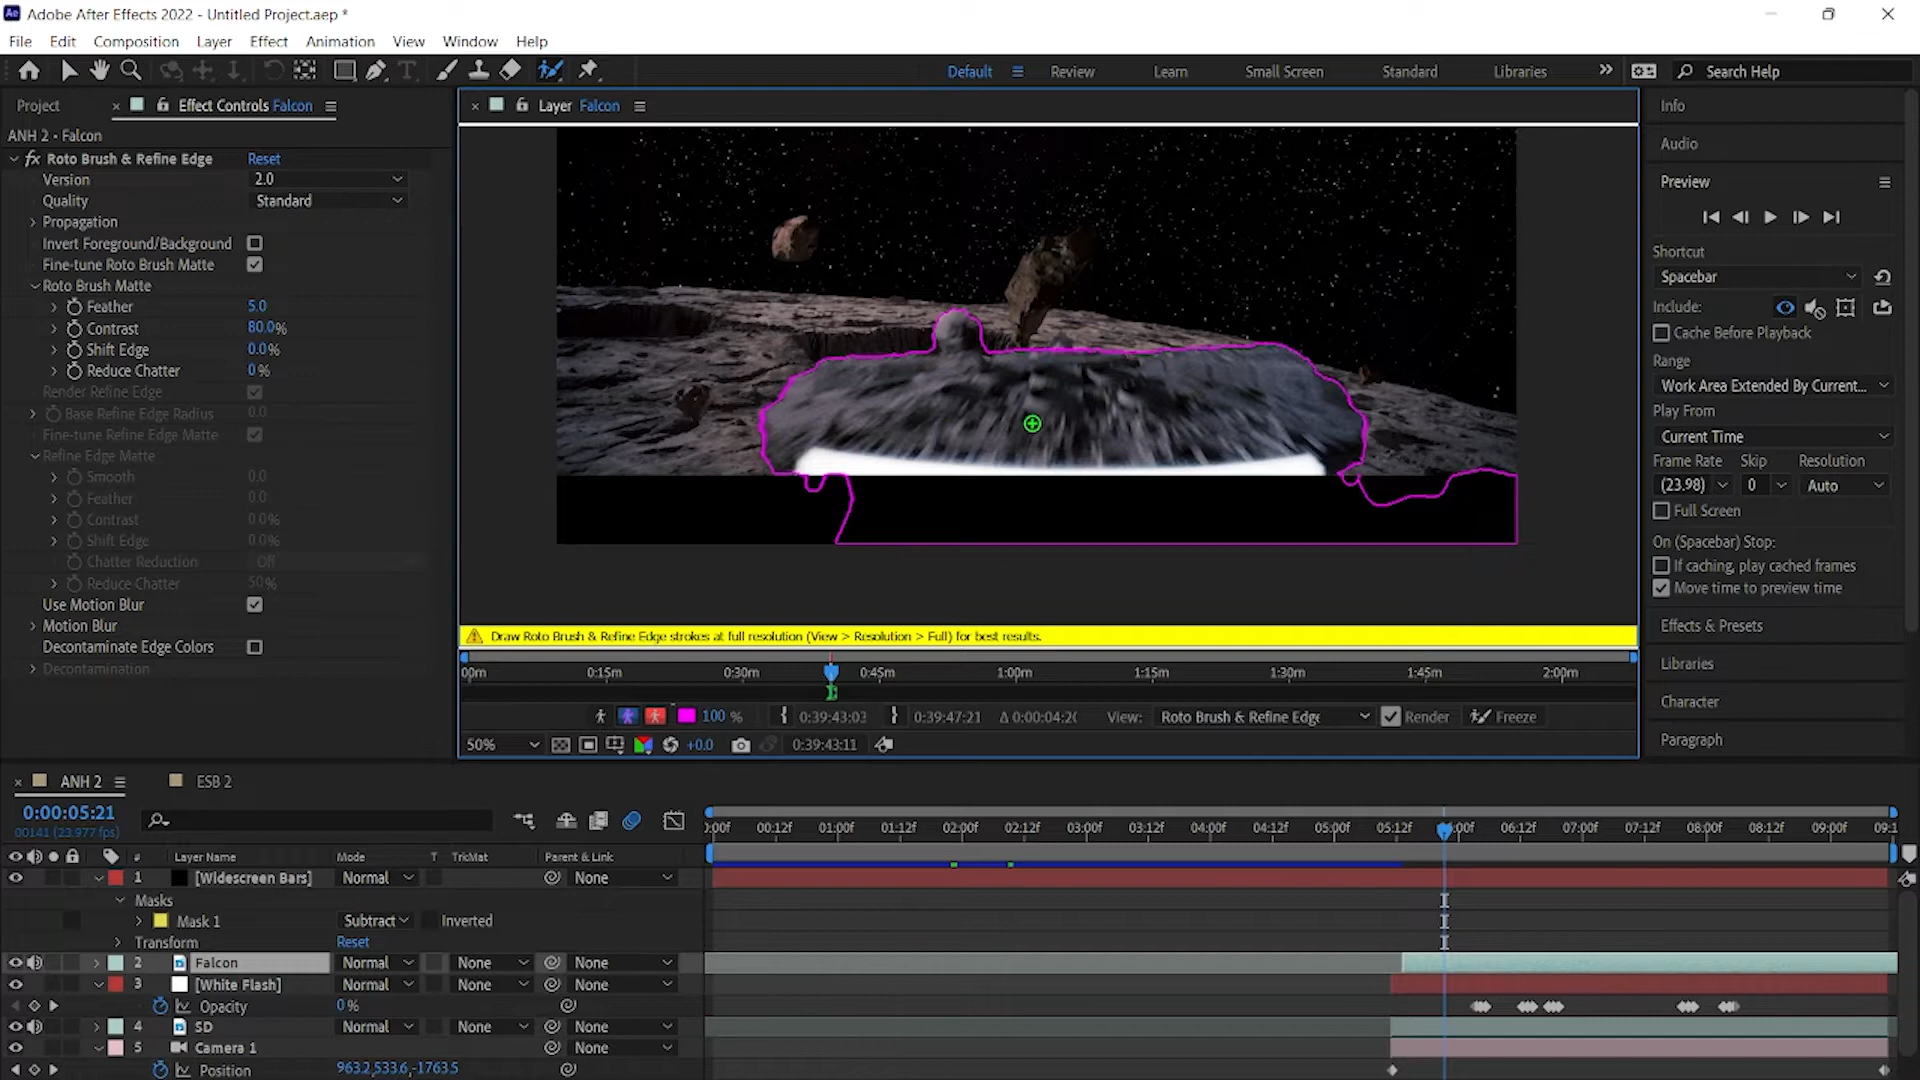 Adobe After Effects 2022 - Untitled Project.aep *
File Edit Composition Layer Effect Animation View Window Help
Default Review Learn Small Screen Standard Libraries Search Help
Project Effect Controls Falcon
Layer Falcon
Info
ANH 2 • Falcon
Audio
fx Roto Brush & Refine Edge Reset
Version 2.0
Quality Standard
Propagation
Invert Foreground/Background
Fine-tune Roto Brush Matte
Roto Brush Matte
Feather 5.0
Contrast 80.0%
Shift Edge 0.0%
Reduce Chatter 0%
Render Refine Edge
Base Refine Edge Radius 0.0
Fine-tune Refine Edge Matte
Refine Edge Matte
Smooth 0.0
Feather 0.0
Contrast 0.0%
Shift Edge 0.0%
Chatter Reduction Off
Reduce Chatter 50%
Use Motion Blur
Motion Blur
Decontaminate Edge Colors
Decontamination
Preview
Shortcut
Spacebar
Include:
Cache Before Playback
Range
Work Area Extended By Current...
Play From
Current Time
Frame Rate Skip Resolution
(23.98) 0 Auto
Full Screen
On (Spacebar) Stop:
If caching, play cached frames
Move time to preview time
Effects & Presets
Libraries
Character
Paragraph
Draw Roto Brush & Refine Edge strokes at full resolution (View > Resolution > Full) for best results.
00m 0:15m 0:30m 0:45m 1:00m 1:15m 1:30m 1:45m 2:00m
100 % 0:39:43:03 0:39:47:21 Δ 0:00:04:20 View: Roto Brush & Refine Edge Render Freeze
50% +0.0 0:39:43:11
ANH 2 ESB 2
0:00:05:21
00141 (23.977 fps)
:00f 00:12f 01:00f 01:12f 02:00f 02:12f 03:00f 03:12f 04:00f 04:12f 05:00f 05:12f :00f 06:12f 07:00f 07:12f 08:00f 08:12f 09:00f 09:1
# Layer Name Mode T TrkMat Parent & Link
1 [Widescreen Bars] Normal None
Masks
Mask 1 Subtract Inverted
Transform Reset
2 Falcon Normal None None
3 [White Flash] Normal None None
Opacity 0%
4 SD Normal None None
5 Camera 1 None
Position 963.2,533.6,-1763.5